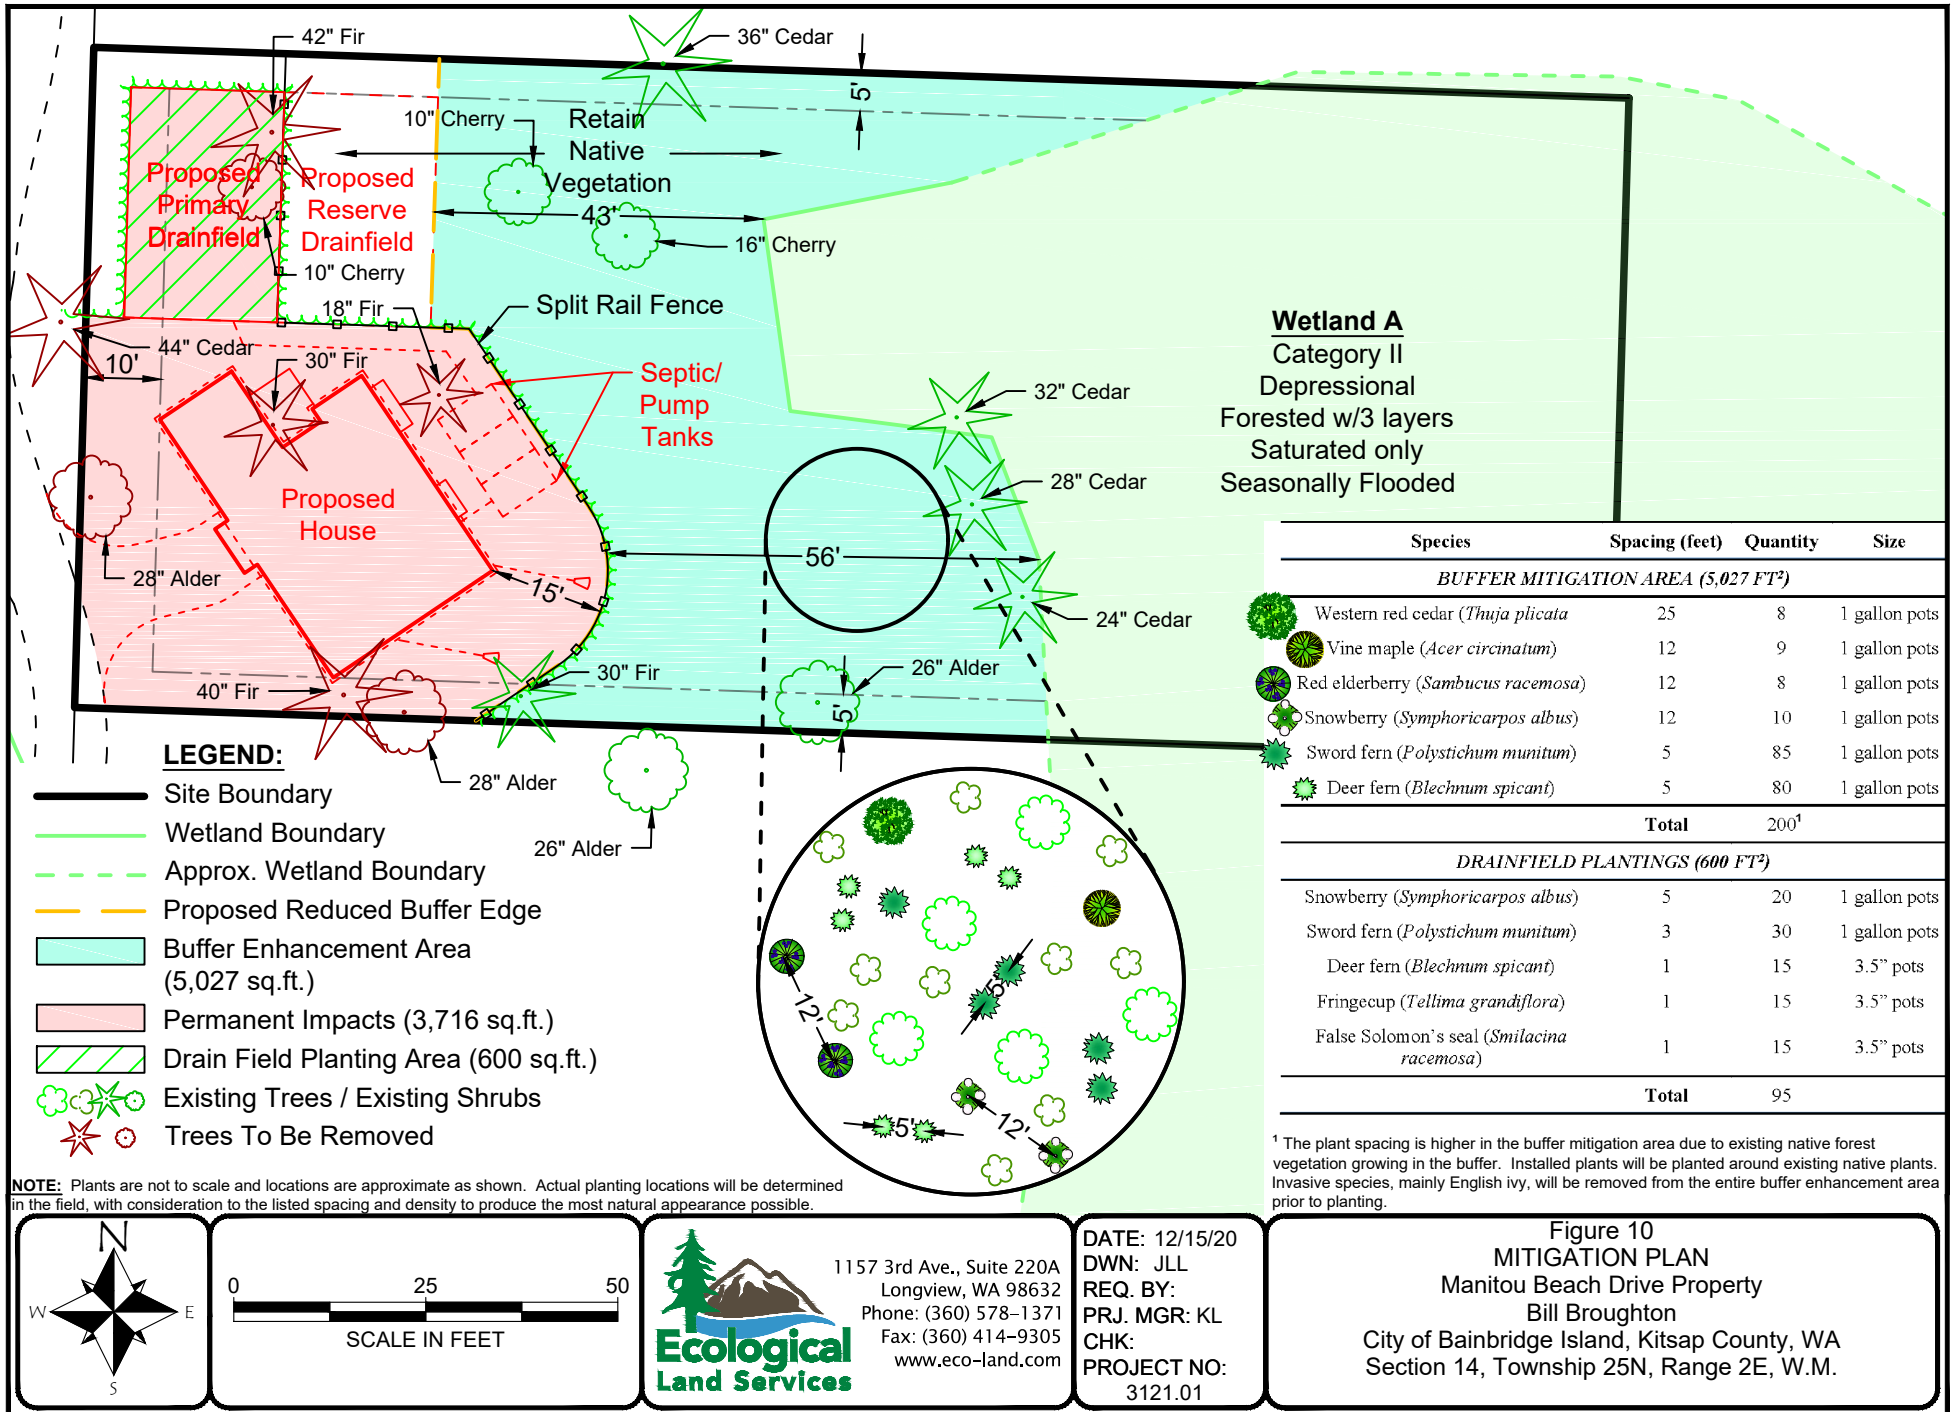 42" Fir
36" Cedar
5'
10" Cherry
Retain
Native
Vegetation
Proposed
Primary
Drainfield
Proposed
Reserve
Drainfield
43'
16" Cherry
10" Cherry
18" Fir
Split Rail Fence
44" Cedar
10'
30" Fir
Septic/
Pump
Tanks
32" Cedar
Wetland A
Category II
Depressional
Forested w/3 layers
Saturated only
Seasonally Flooded
28" Cedar
Proposed
House
56'
28" Alder
15'
24" Cedar
40" Fir
30" Fir
26" Alder
5'
28" Alder
26" Alder
Species Spacing (feet) Quantity Size
BUFFER MITIGATION AREA (5,027 FT²)
Western red cedar (Thuja plicata 25 8 1 gallon pots
Vine maple (Acer circinatum) 12 9 1 gallon pots
Red elderberry (Sambucus racemosa) 12 8 1 gallon pots
Snowberry (Symphoricarpos albus) 12 10 1 gallon pots
Sword fern (Polystichum munitum) 5 85 1 gallon pots
Deer fern (Blechnum spicant) 5 80 1 gallon pots
Total 200¹
DRAINFIELD PLANTINGS (600 FT²)
Snowberry (Symphoricarpos albus) 5 20 1 gallon pots
Sword fern (Polystichum munitum) 3 30 1 gallon pots
Deer fern (Blechnum spicant) 1 15 3.5" pots
Fringecup (Tellima grandiflora) 1 15 3.5" pots
False Solomon's seal (Smilacina
racemosa) 1 15 3.5" pots
Total 95
¹ The plant spacing is higher in the buffer mitigation area due to existing native forest
vegetation growing in the buffer. Installed plants will be planted around existing native plants.
Invasive species, mainly English ivy, will be removed from the entire buffer enhancement area
prior to planting.
LEGEND:
Site Boundary
Wetland Boundary
Approx. Wetland Boundary
Proposed Reduced Buffer Edge
Buffer Enhancement Area
(5,027 sq.ft.)
Permanent Impacts (3,716 sq.ft.)
Drain Field Planting Area (600 sq.ft.)
Existing Trees / Existing Shrubs
Trees To Be Removed
12'
5'
5'
12'
NOTE: Plants are not to scale and locations are approximate as shown. Actual planting locations will be determined
in the field, with consideration to the listed spacing and density to produce the most natural appearance possible.
N
W E
S
0 25 50
SCALE IN FEET
Ecological
Land Services
1157 3rd Ave., Suite 220A
Longview, WA 98632
Phone: (360) 578-1371
Fax: (360) 414-9305
www.eco-land.com
DATE: 12/15/20
DWN: JLL
REQ. BY:
PRJ. MGR: KL
CHK:
PROJECT NO:
3121.01
Figure 10
MITIGATION PLAN
Manitou Beach Drive Property
Bill Broughton
City of Bainbridge Island, Kitsap County, WA
Section 14, Township 25N, Range 2E, W.M.